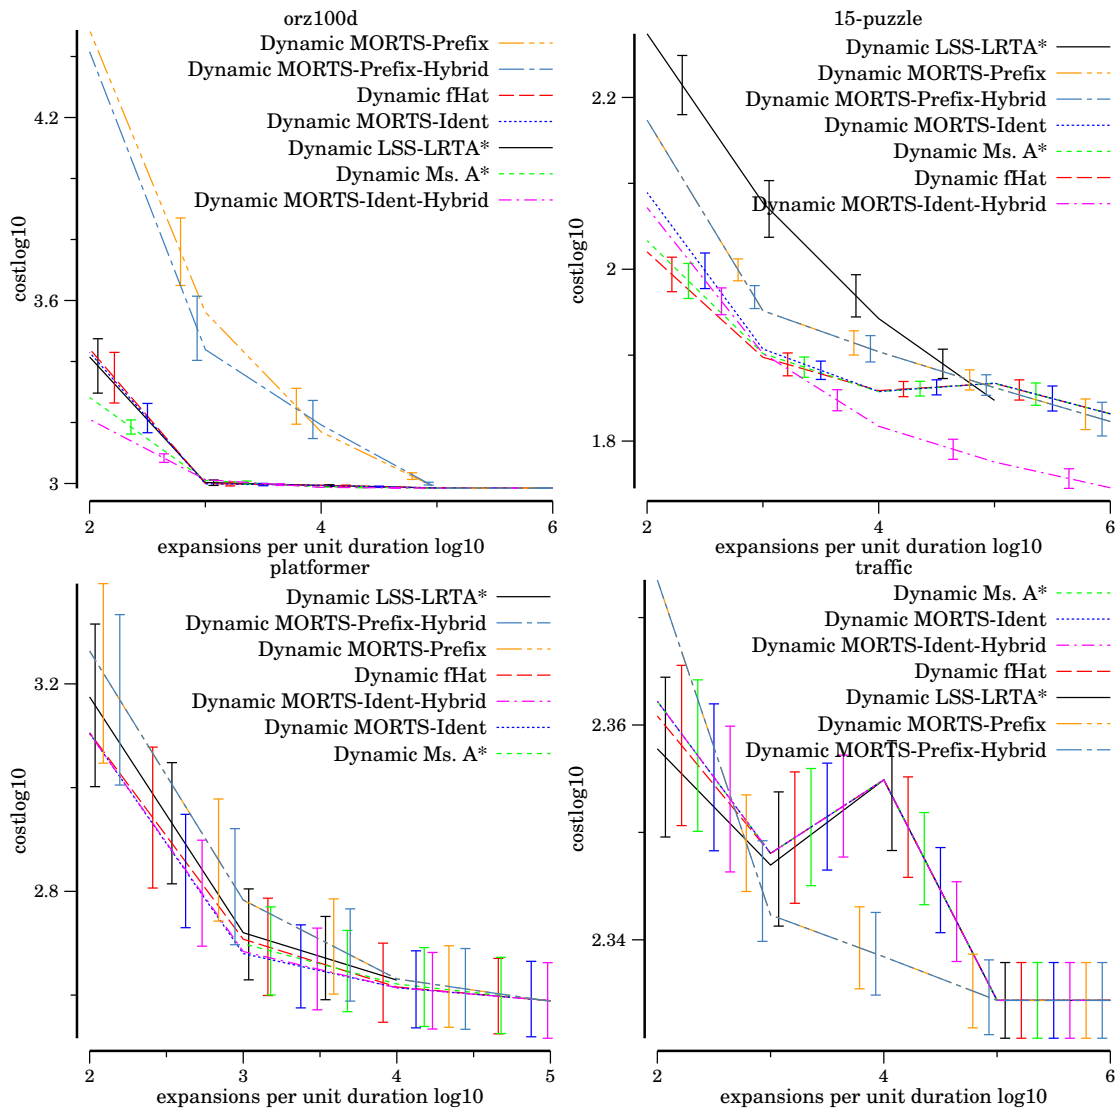 orz100d
Dynamic MORTS-Prefix
Dynamic MORTS-Prefix-Hybrid
Dynamic fHat
Dynamic MORTS-Ident
Dynamic LSS-LRTA*
Dynamic Ms. A*
Dynamic MORTS-Ident-Hybrid
costlog10
4.2
3.6
3
2
4
6
expansions per unit duration log10
15-puzzle
Dynamic LSS-LRTA*
Dynamic MORTS-Prefix
Dynamic MORTS-Prefix-Hybrid
Dynamic MORTS-Ident
Dynamic Ms. A*
Dynamic fHat
Dynamic MORTS-Ident-Hybrid
costlog10
2.2
2
1.8
2
4
6
expansions per unit duration log10
platformer
Dynamic LSS-LRTA*
Dynamic MORTS-Prefix-Hybrid
Dynamic MORTS-Prefix
Dynamic fHat
Dynamic MORTS-Ident-Hybrid
Dynamic MORTS-Ident
Dynamic Ms. A*
costlog10
3.2
2.8
2
3
4
5
expansions per unit duration log10
traffic
Dynamic Ms. A*
Dynamic MORTS-Ident
Dynamic MORTS-Ident-Hybrid
Dynamic fHat
Dynamic LSS-LRTA*
Dynamic MORTS-Prefix
Dynamic MORTS-Prefix-Hybrid
costlog10
2.36
2.34
2
4
6
expansions per unit duration log10